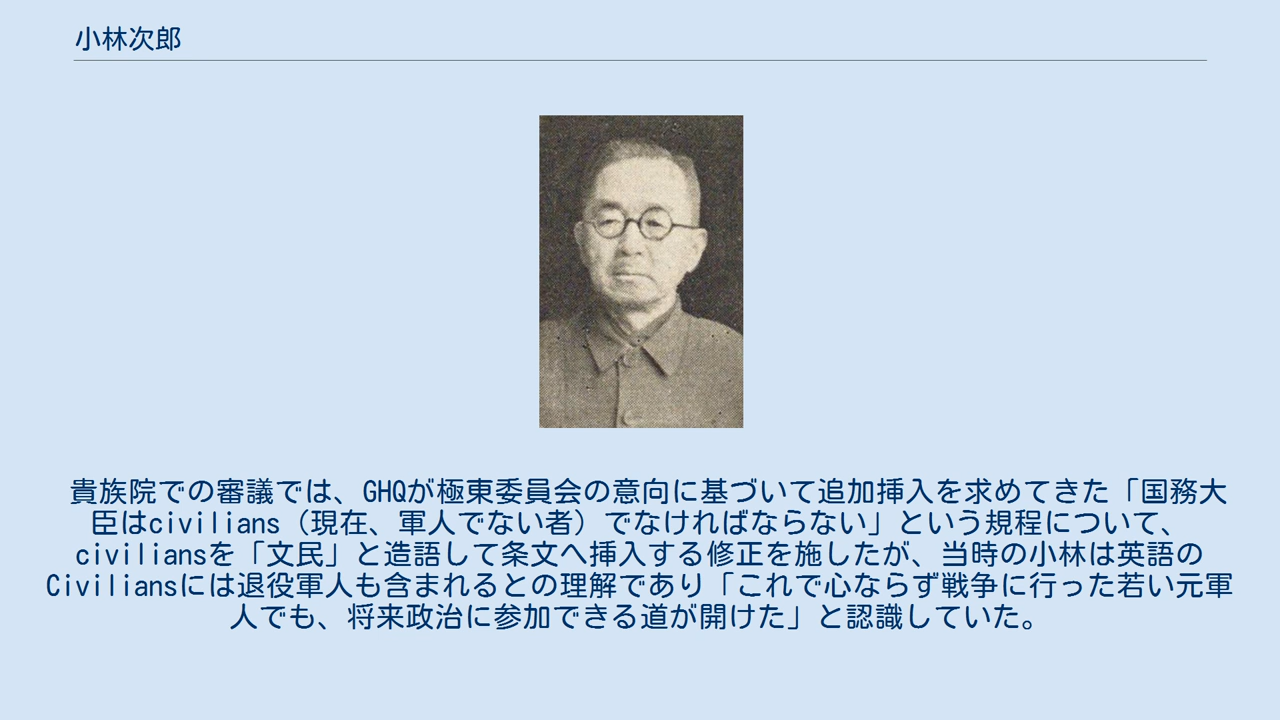 小林次郎
貴族院での審議では、GHQが極東委員会の意向に基づいて追加挿入を求めてきた「国務大
臣はcivilians（現在、軍人でない者）でなければならない」という規程について、
civiliansを「文民」と造語して条文へ挿入する修正を施したが、当時の小林は英語の
Civiliansには退役軍人も含まれるとの理解であり「これで心ならず戦争に行った若い元軍
人でも、将来政治に参加できる道が開けた」と認識していた。